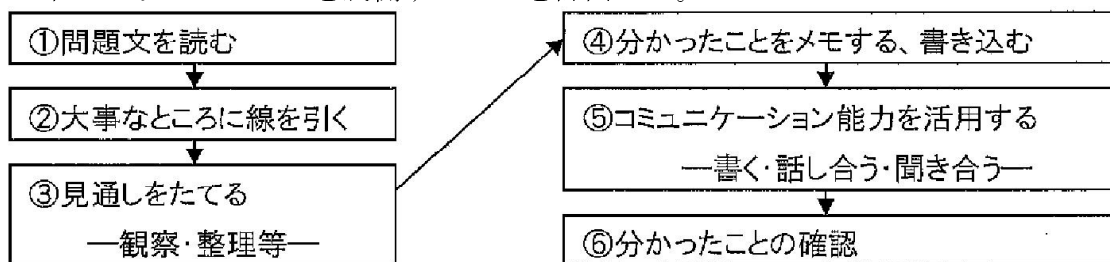 ①問題文を読む
②大事なところに線を引く
③見通しをたてる
―観察・整理等―
④分かったことをメモする、書き込む
⑤コミュニケーション能力を活用する
―書く・話し合う・聞き合う―
⑥分かったことの確認